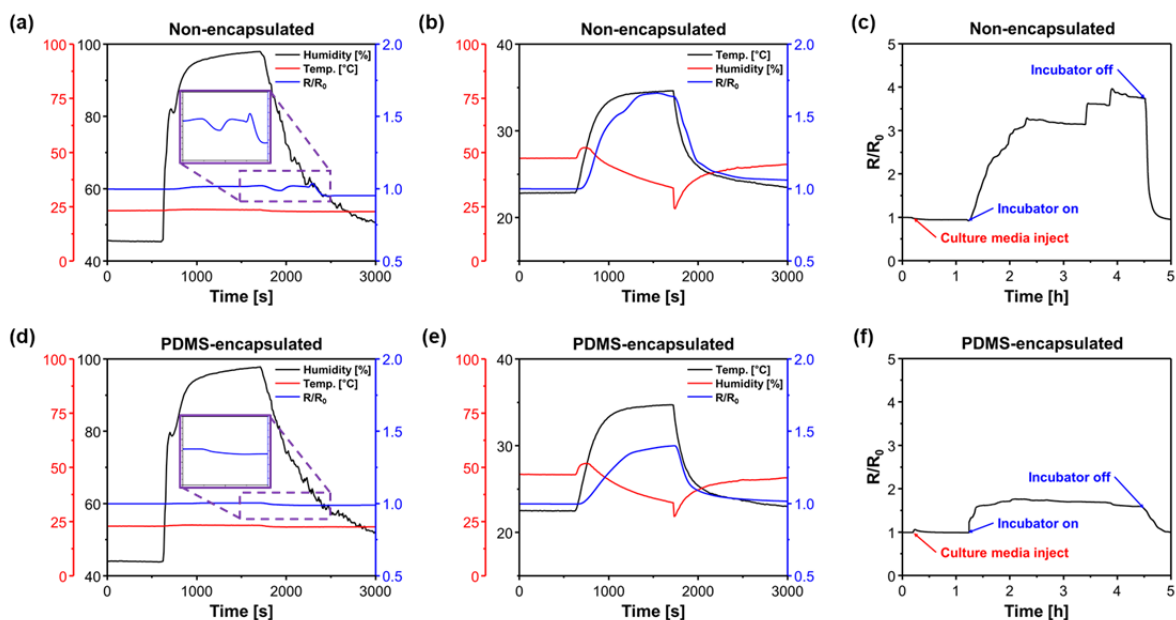 (a)
Non-encapsulated
100
75
50
25
0
100
80
60
40
2.0
1.5
1.0
0.5
Humidity [%]
Temp. [°C]
R/R0
0
1000
2000
3000
Time [s]
(b)
Non-encapsulated
100
75
50
25
0
40
30
20
2.0
1.5
1.0
0.5
Temp. [°C]
Humidity [%]
R/R0
0
1000
2000
3000
Time [s]
(c)
Non-encapsulated
R/R0
5
4
3
2
1
0
Incubator off
Incubator on
Culture media inject
0
1
2
3
4
5
Time [h]
(d)
PDMS-encapsulated
100
75
50
25
0
100
80
60
40
2.0
1.5
1.0
0.5
Humidity [%]
Temp. [°C]
R/R0
0
1000
2000
3000
Time [s]
(e)
PDMS-encapsulated
100
75
50
25
0
40
30
20
2.0
1.5
1.0
0.5
Temp. [°C]
Humidity [%]
R/R0
0
1000
2000
3000
Time [s]
(f)
PDMS-encapsulated
R/R0
5
4
3
2
1
0
Incubator off
Incubator on
Culture media inject
0
1
2
3
4
5
Time [h]